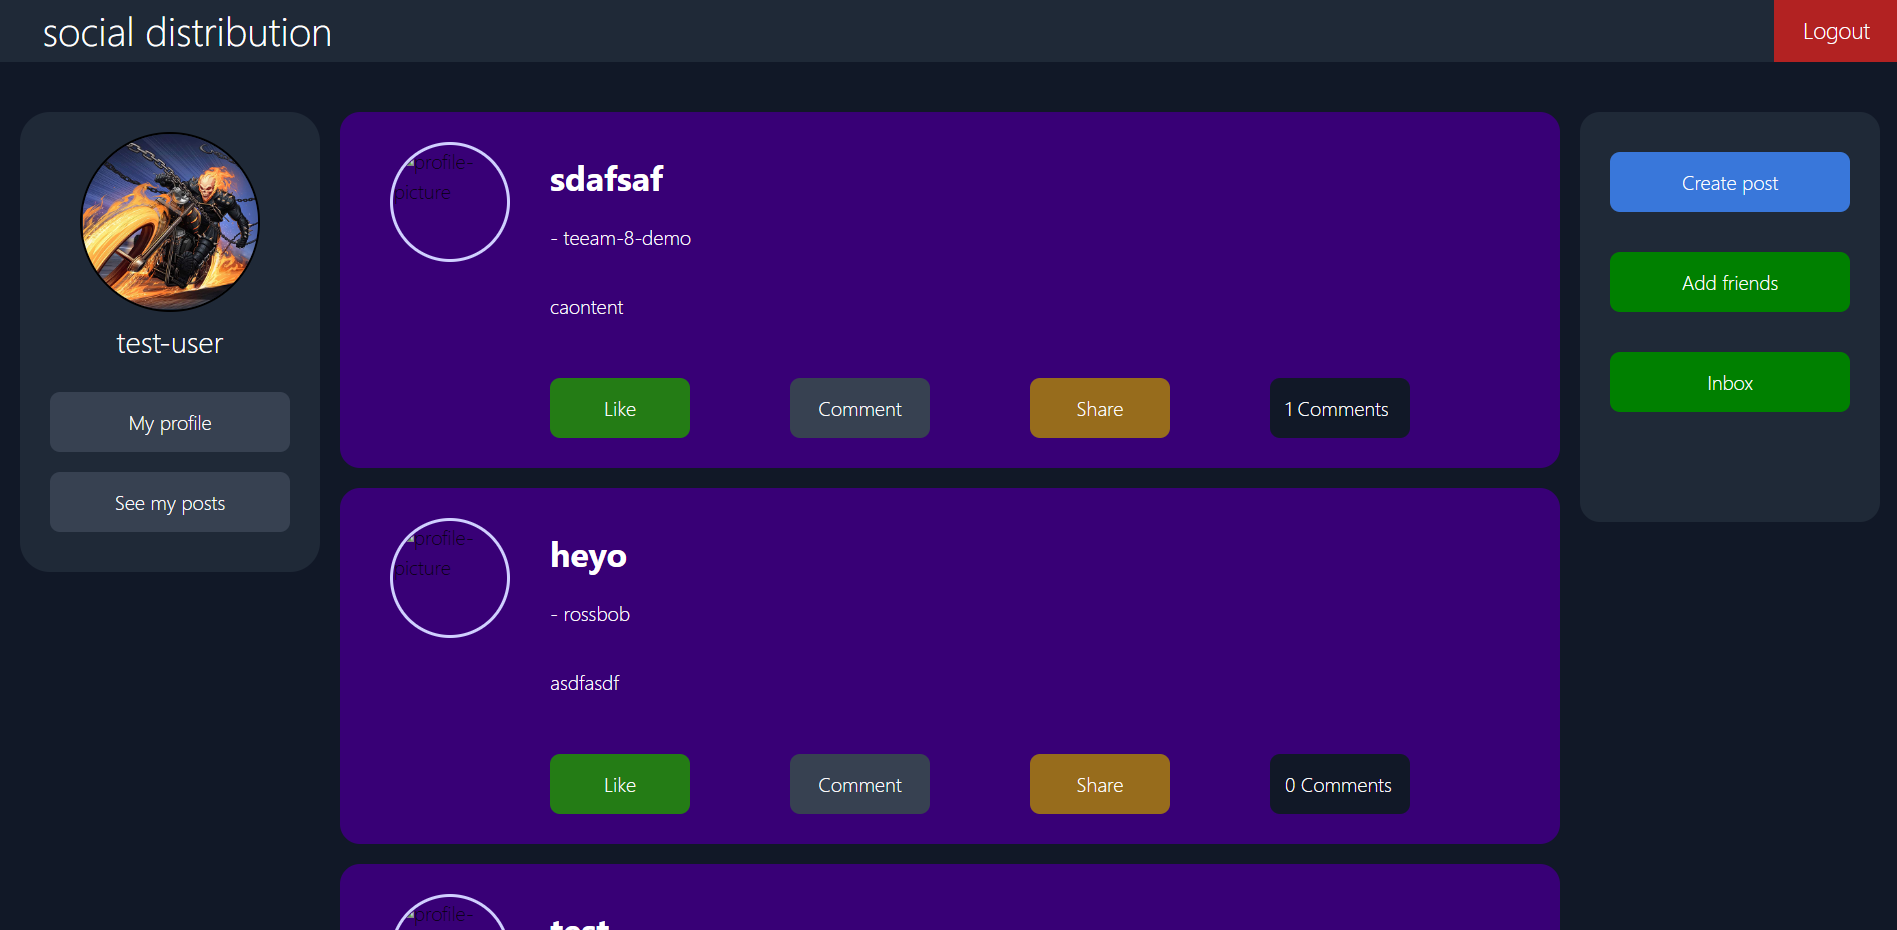 social distribution
Logout
test-user
My profile
See my posts
profile-
picture
sdafsaf
- teeam-8-demo
caontent
Like
Comment
Share
1 Comments
profile-
picture
heyo
- rossbob
asdfasdf
Like
Comment
Share
0 Comments
profile-
test
Create post
Add friends
Inbox